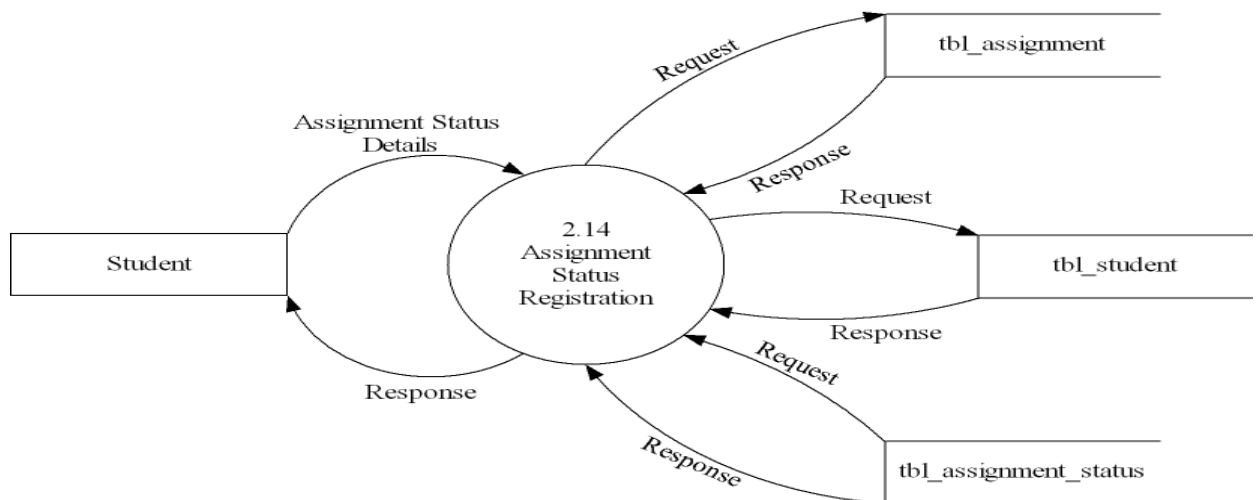 tbl_assignment
Request
Assignment Status
Details
Response
Request
2.14
Assignment
Status
Registration
Student
tbl_student
Response
Request
Response
Response
tbl_assignment_status